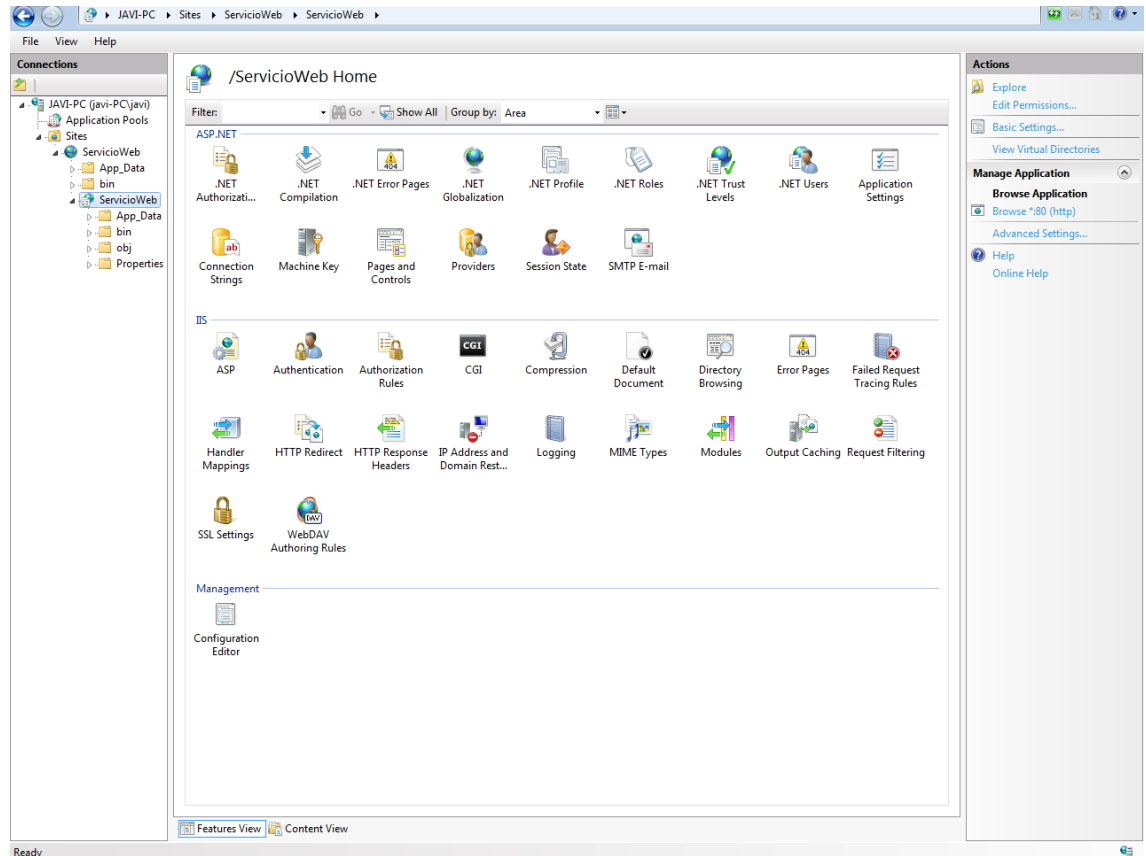 JAVI-PC Sites ServicioWeb ServicioWeb
File View Help
Connections
JAVI-PC (javi-PC\javi)
Application Pools
Sites
ServicioWeb
App_Data
bin
ServicioWeb
App_Data
bin
obj
Properties
/ServicioWeb Home
Filter: Go Show All Group by: Area
ASP.NET
.NET Authorizati...
.NET Compilation
.NET Error Pages
.NET Globalization
.NET Profile
.NET Roles
.NET Trust Levels
.NET Users
Application Settings
Connection Strings
Machine Key
Pages and Controls
Providers
Session State
SMTP E-mail
IIS
ASP
Authentication
Authorization Rules
CGI
CGI
Compression
Default Document
Directory Browsing
Error Pages
Failed Request Tracing Rules
Handler Mappings
HTTP Redirect
HTTP Response Headers
IP Address and Domain Rest...
Logging
MIME Types
Modules
Output Caching
Request Filtering
SSL Settings
DAV
WebDAV Authoring Rules
Management
Configuration Editor
Features View Content View
Actions
Explore
Edit Permissions...
Basic Settings...
View Virtual Directories
Manage Application
Browse Application
Browse *:80 (http)
Advanced Settings...
Help
Online Help
Ready